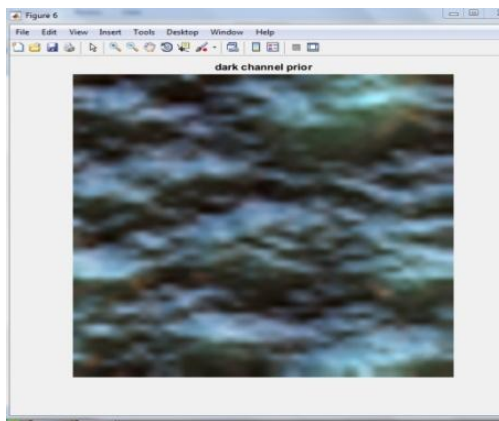 Figure 6
File Edit View Insert Tools Desktop Window Help
dark channel prior